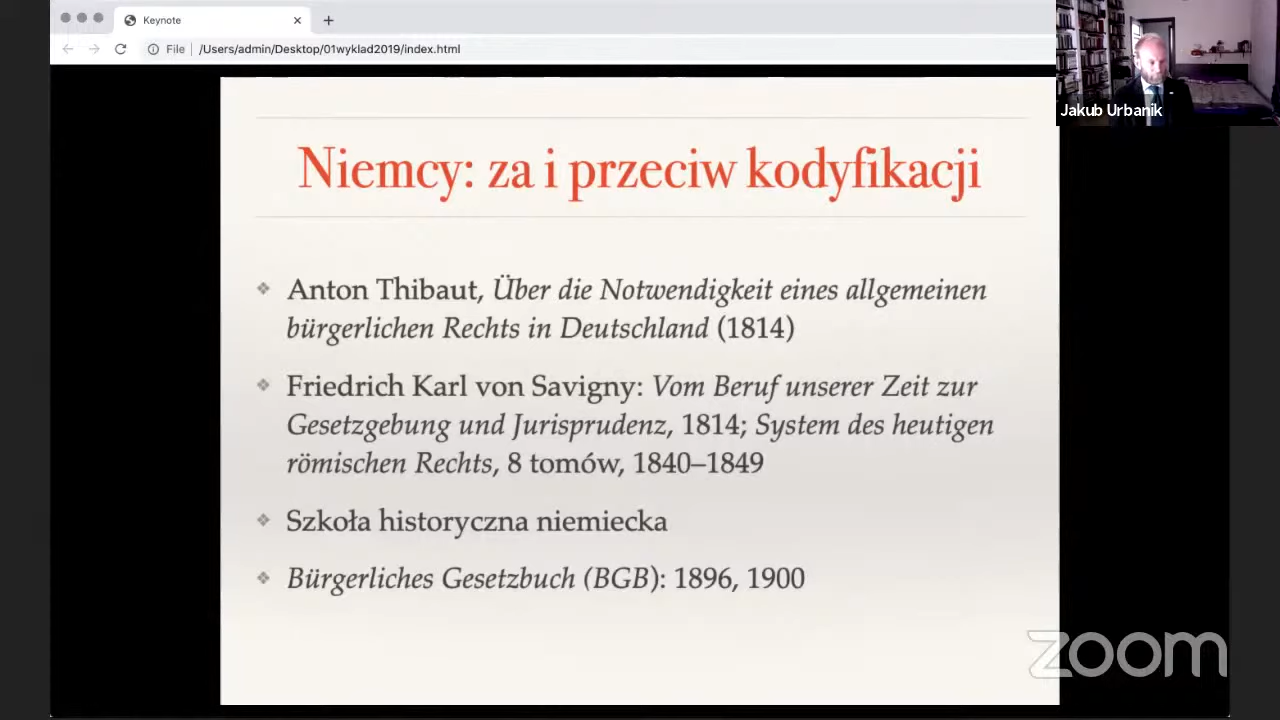 Keynote
File
/Users/admin/Desktop/01wyklad2019/index.html
Jakub Urbanik
Niemcy: za i przeciw kodyfikacji
Anton Thibaut, Über die Notwendigkeit eines allgemeinen
bürgerlichen Rechts in Deutschland (1814)
Friedrich Karl von Savigny: Vom Beruf unserer Zeit zur
Gesetzgebung und Jurisprudenz, 1814; System des heutigen
römischen Rechts, 8 tomów, 1840–1849
Szkoła historyczna niemiecka
Bürgerliches Gesetzbuch (BGB): 1896, 1900
zoom